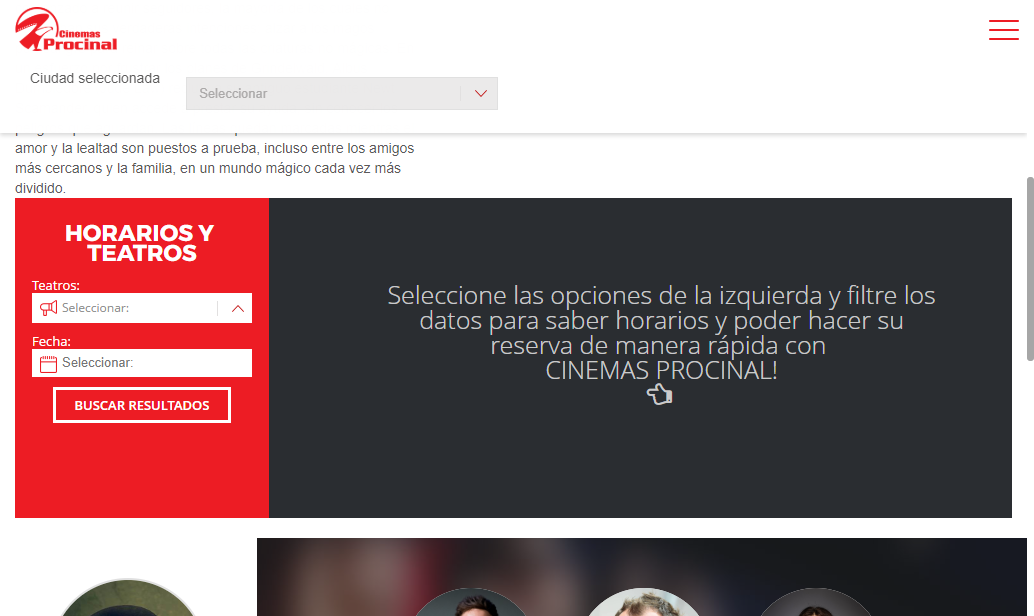 Cinemas
Procinal
Ciudad seleccionada
Seleccionar
amor y la lealtad son puestos a prueba, incluso entre los amigos
más cercanos y la familia, en un mundo mágico cada vez más
dividido.
HORARIOS Y
TEATROS
Teatros:
Seleccionar:
Fecha:
Seleccionar:
BUSCAR RESULTADOS
Seleccione las opciones de la izquierda y filtre los
datos para saber horarios y poder hacer su
reserva de manera rápida con
CINEMAS PROCINAL!